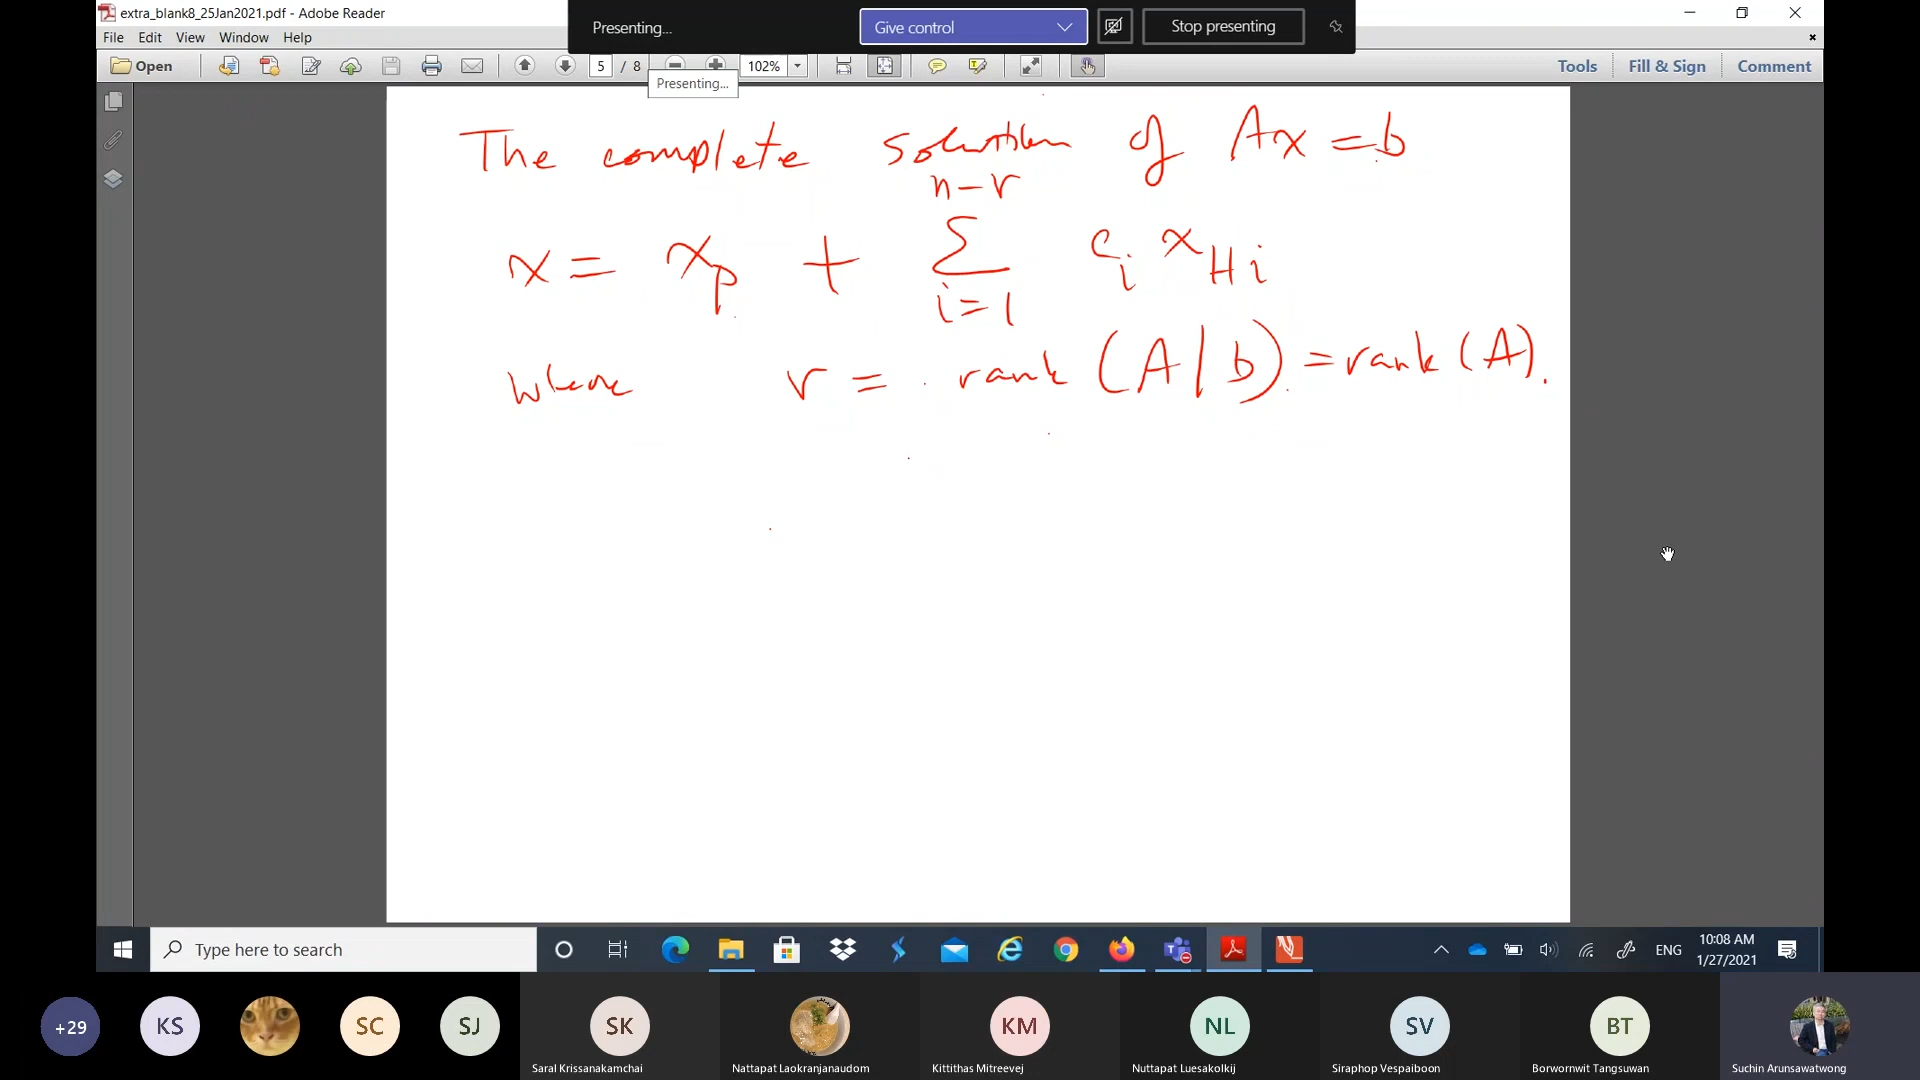 extra_blank8_25Jan2021.pdf - Adobe Reader
Presenting...
Give control
Stop presenting
File Edit View Window Help
Open
5 / 8
102%
Tools
Fill & Sign
Comment
Presenting...
The complete solution of Ax = b
n-r
x = xp + Σ ci xHi
i=1
where r = rank (A|b) = rank (A).
Type here to search
ENG
10:08 AM
1/27/2021
+29
KS
SC
SJ
SK
KM
NL
SV
BT
Saral Krissanakamchai
Nattapat Laokranjanaudom
Kittithas Mitreevej
Nuttapat Luesakolkij
Siraphop Vespaiboon
Borwornwit Tangsuwan
Suchin Arunsawatwong